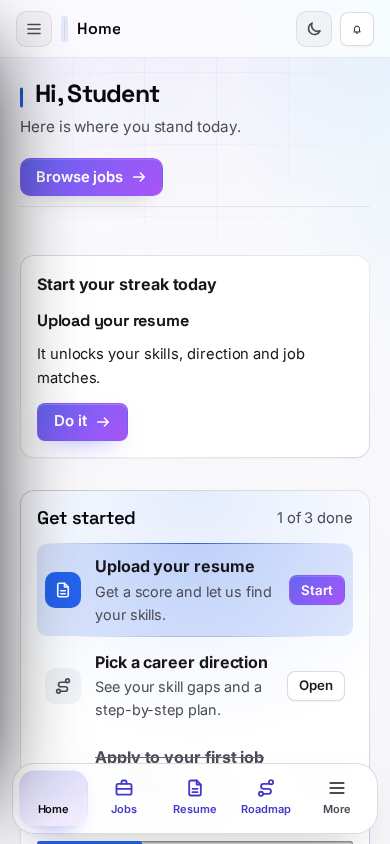 Home
Hi, Student
Here is where you stand today.
Browse jobs →
Start your streak today
Upload your resume
It unlocks your skills, direction and job
matches.
Do it →
Get started
1 of 3 done
Upload your resume
Get a score and let us find
your skills.
Start
Pick a career direction
See your skill gaps and a
step-by-step plan.
Open
Apply to your first job
Home
Jobs
Resume
Roadmap
More